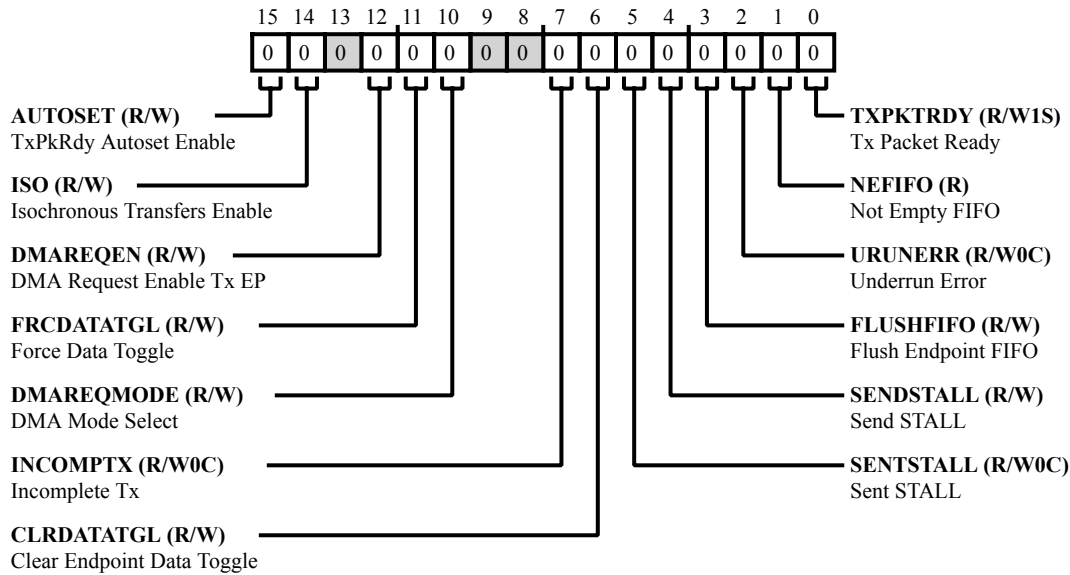 15 14 13 12 11 10 9 8 7 6 5 4 3 2 1 0
0 0 0 0 0 0 0 0 0 0 0 0 0 0 0 0
AUTOSET (R/W)
TxPkRdy Autoset Enable
ISO (R/W)
Isochronous Transfers Enable
DMAREQEN (R/W)
DMA Request Enable Tx EP
FRCDATATGL (R/W)
Force Data Toggle
DMAREQMODE (R/W)
DMA Mode Select
INCOMPTX (R/W0C)
Incomplete Tx
CLRDATATGL (R/W)
Clear Endpoint Data Toggle
TXPKTRDY (R/W1S)
Tx Packet Ready
NEFIFO (R)
Not Empty FIFO
URUNERR (R/W0C)
Underrun Error
FLUSHFIFO (R/W)
Flush Endpoint FIFO
SENDSTALL (R/W)
Send STALL
SENTSTALL (R/W0C)
Sent STALL